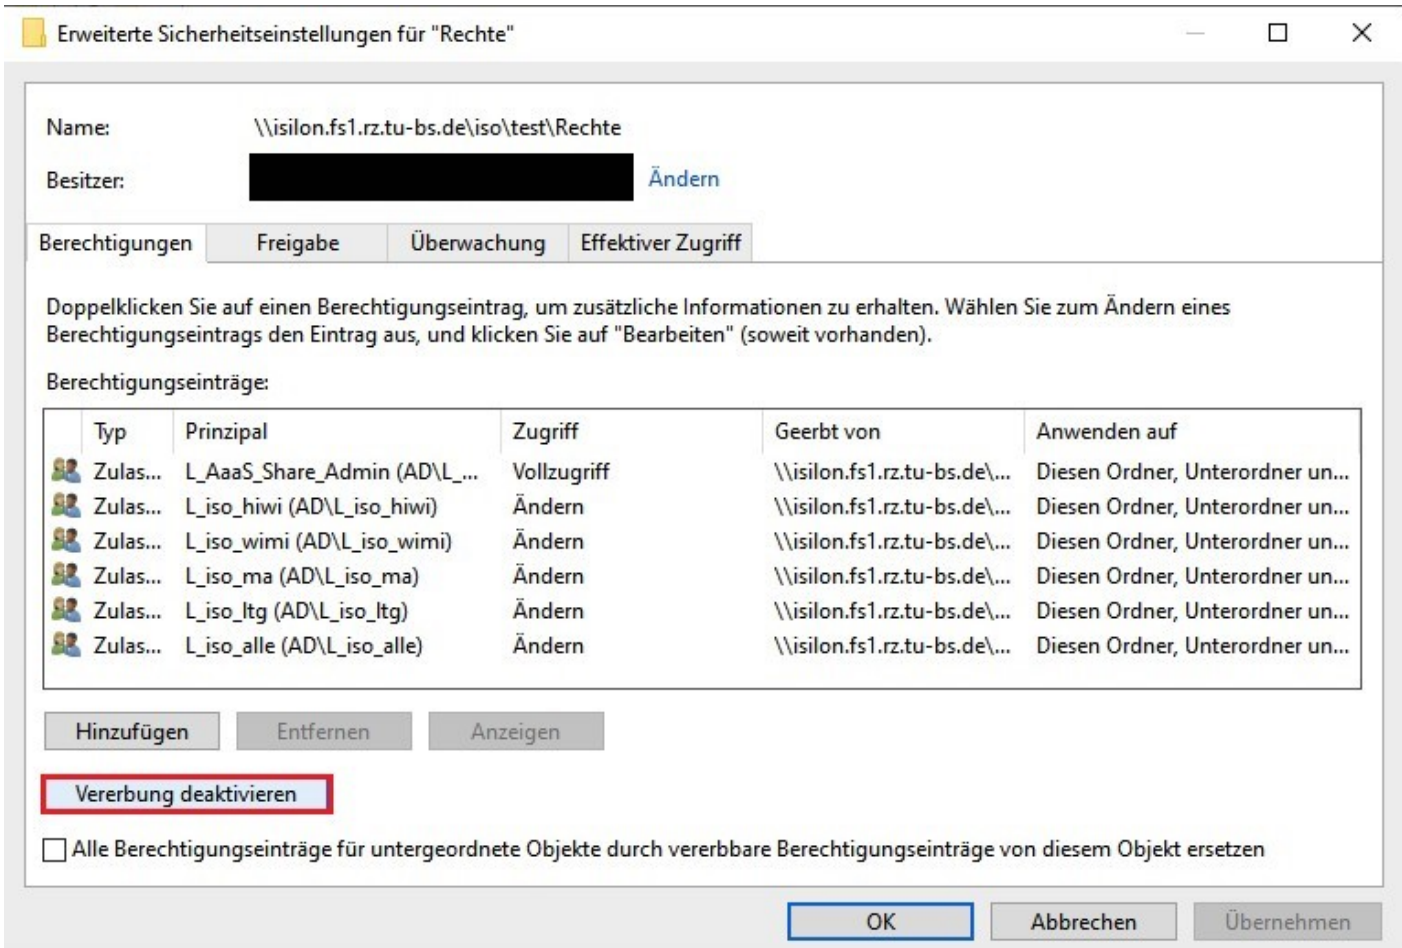 Erweiterte Sicherheitseinstellungen für "Rechte"
Name: \\isilon.fs1.rz.tu-bs.de\iso\test\Rechte
Besitzer: Ändern
Berechtigungen Freigabe Überwachung Effektiver Zugriff
Doppelklicken Sie auf einen Berechtigungseintrag, um zusätzliche Informationen zu erhalten. Wählen Sie zum Ändern eines
Berechtigungseintrags den Eintrag aus, und klicken Sie auf "Bearbeiten" (soweit vorhanden).
Berechtigungseinträge:
Typ Prinzipal Zugriff Geerbt von Anwenden auf
Zulas... L_AaaS_Share_Admin (AD\L_... Vollzugriff \\isilon.fs1.rz.tu-bs.de\... Diesen Ordner, Unterordner un...
Zulas... L_iso_hiwi (AD\L_iso_hiwi) Ändern \\isilon.fs1.rz.tu-bs.de\... Diesen Ordner, Unterordner un...
Zulas... L_iso_wimi (AD\L_iso_wimi) Ändern \\isilon.fs1.rz.tu-bs.de\... Diesen Ordner, Unterordner un...
Zulas... L_iso_ma (AD\L_iso_ma) Ändern \\isilon.fs1.rz.tu-bs.de\... Diesen Ordner, Unterordner un...
Zulas... L_iso_ltg (AD\L_iso_ltg) Ändern \\isilon.fs1.rz.tu-bs.de\... Diesen Ordner, Unterordner un...
Zulas... L_iso_alle (AD\L_iso_alle) Ändern \\isilon.fs1.rz.tu-bs.de\... Diesen Ordner, Unterordner un...
Hinzufügen Entfernen Anzeigen
Vererbung deaktivieren
Alle Berechtigungseinträge für untergeordnete Objekte durch vererbbare Berechtigungseinträge von diesem Objekt ersetzen
OK Abbrechen Übernehmen